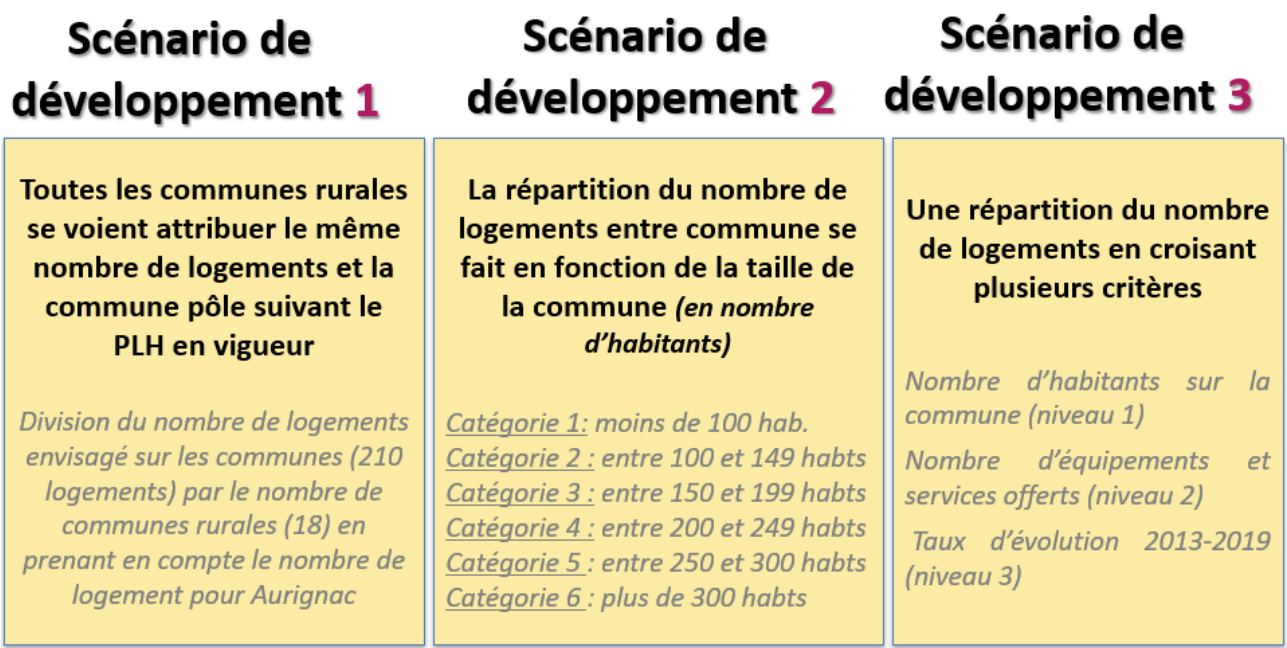 Scénario de
développement 1
Toutes les communes rurales
se voient attribuer le même
nombre de logements et la
commune pôle suivant le
PLH en vigueur
Division du nombre de logements
envisagé sur les communes (210
logements) par le nombre de
communes rurales (18) en
prenant en compte le nombre de
logement pour Aurignac
Scénario de
développement 2
La répartition du nombre de
logements entre commune se
fait en fonction de la taille de
la commune (en nombre
d’habitants)
Catégorie 1: moins de 100 hab.
Catégorie 2 : entre 100 et 149 habts
Catégorie 3 : entre 150 et 199 habts
Catégorie 4 : entre 200 et 249 habts
Catégorie 5 : entre 250 et 300 habts
Catégorie 6 : plus de 300 habts
Scénario de
développement 3
Une répartition du nombre
de logements en croisant
plusieurs critères
Nombre d’habitants sur la
commune (niveau 1)
Nombre d’équipements et
services offerts (niveau 2)
Taux d’évolution 2013-2019
(niveau 3)